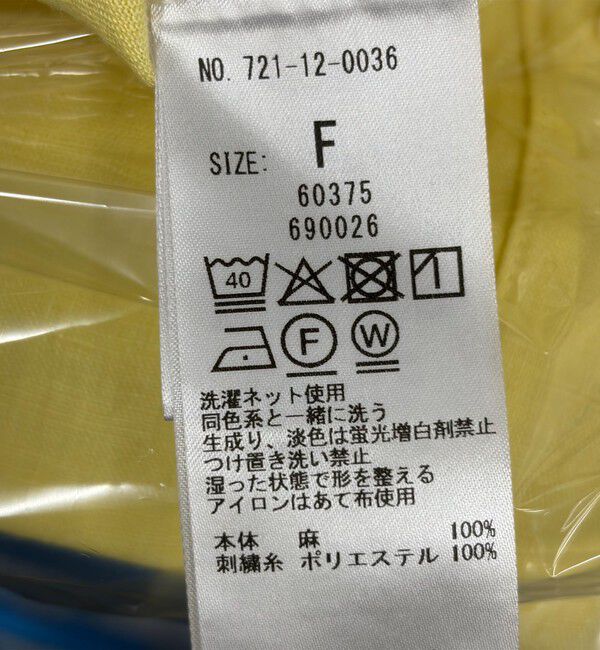 NO. 721-12-0036
SIZE: F
60375
690026
40
F W
洗濯ネット使用
同色系と一緒に洗う
生成り、淡色は蛍光増白剤禁止
つけ置き洗い禁止
湿った状態で形を整える
アイロンはあて布使用
本体 麻 100%
刺繍糸 ポリエステル 100%